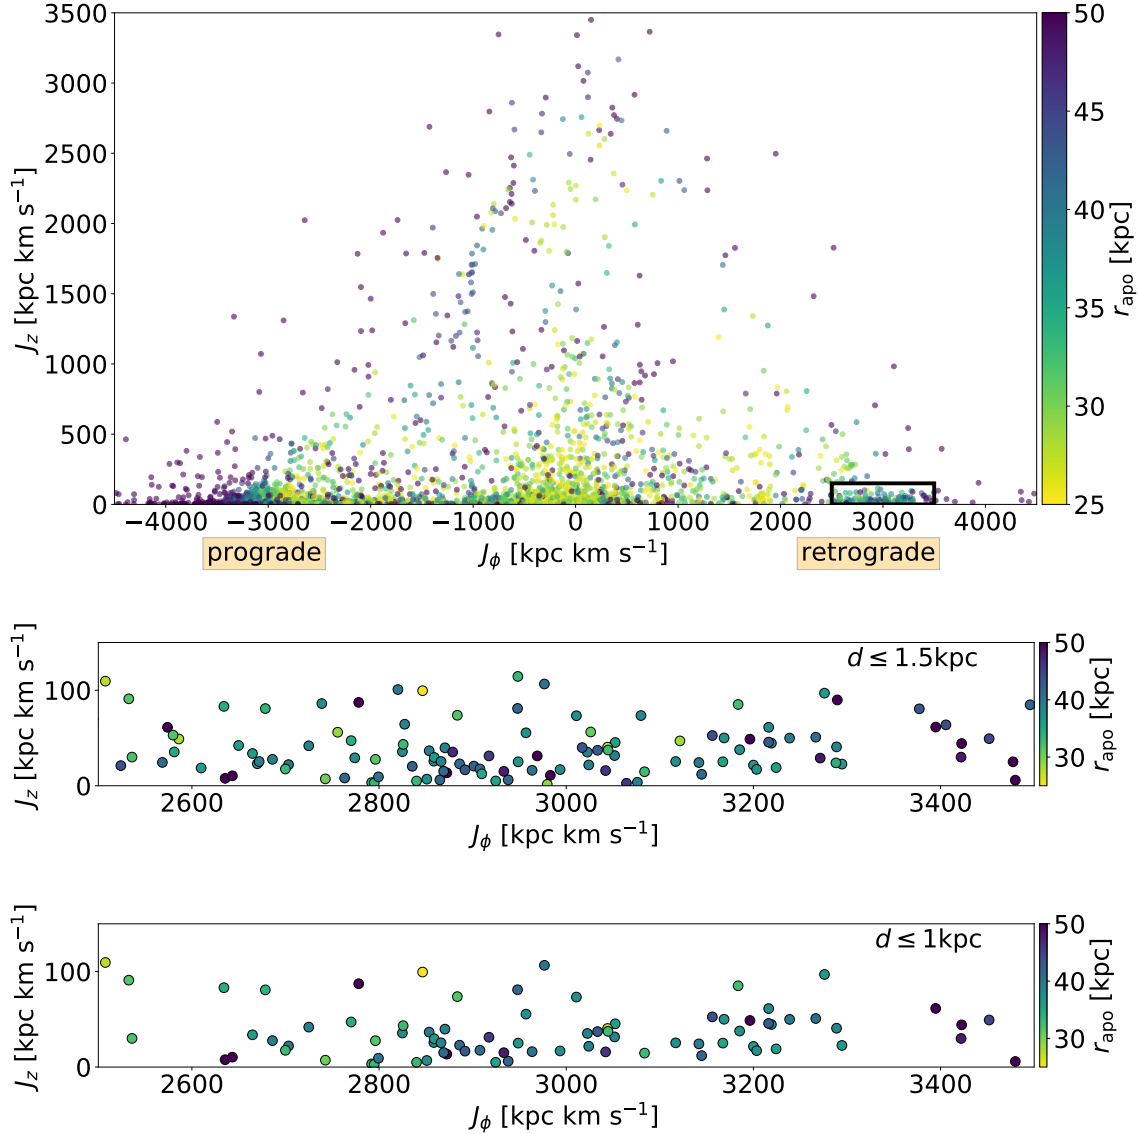 3500
3000
2500
2000
1500
1000
500
0
J_z [kpc km s⁻¹]
−4000 −3000 −2000 −1000 0 1000 2000 3000 4000
J_ϕ [kpc km s⁻¹]
prograde
retrograde
50
45
40
35
30
25
r_apo [kpc]
d ≤ 1.5kpc
100
0
J_z [kpc km s⁻¹]
2600 2800 3000 3200 3400
J_ϕ [kpc km s⁻¹]
50
40
30
r_apo [kpc]
d ≤ 1kpc
100
0
J_z [kpc km s⁻¹]
2600 2800 3000 3200 3400
J_ϕ [kpc km s⁻¹]
50
40
30
r_apo [kpc]